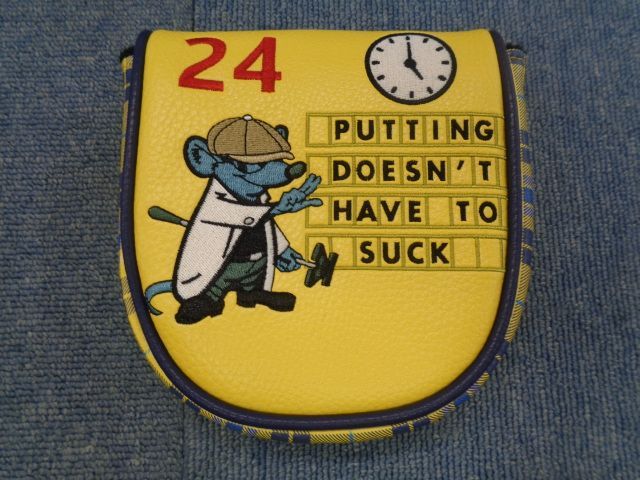 24
PUTTING
DOESN'T
HAVE TO
SUCK